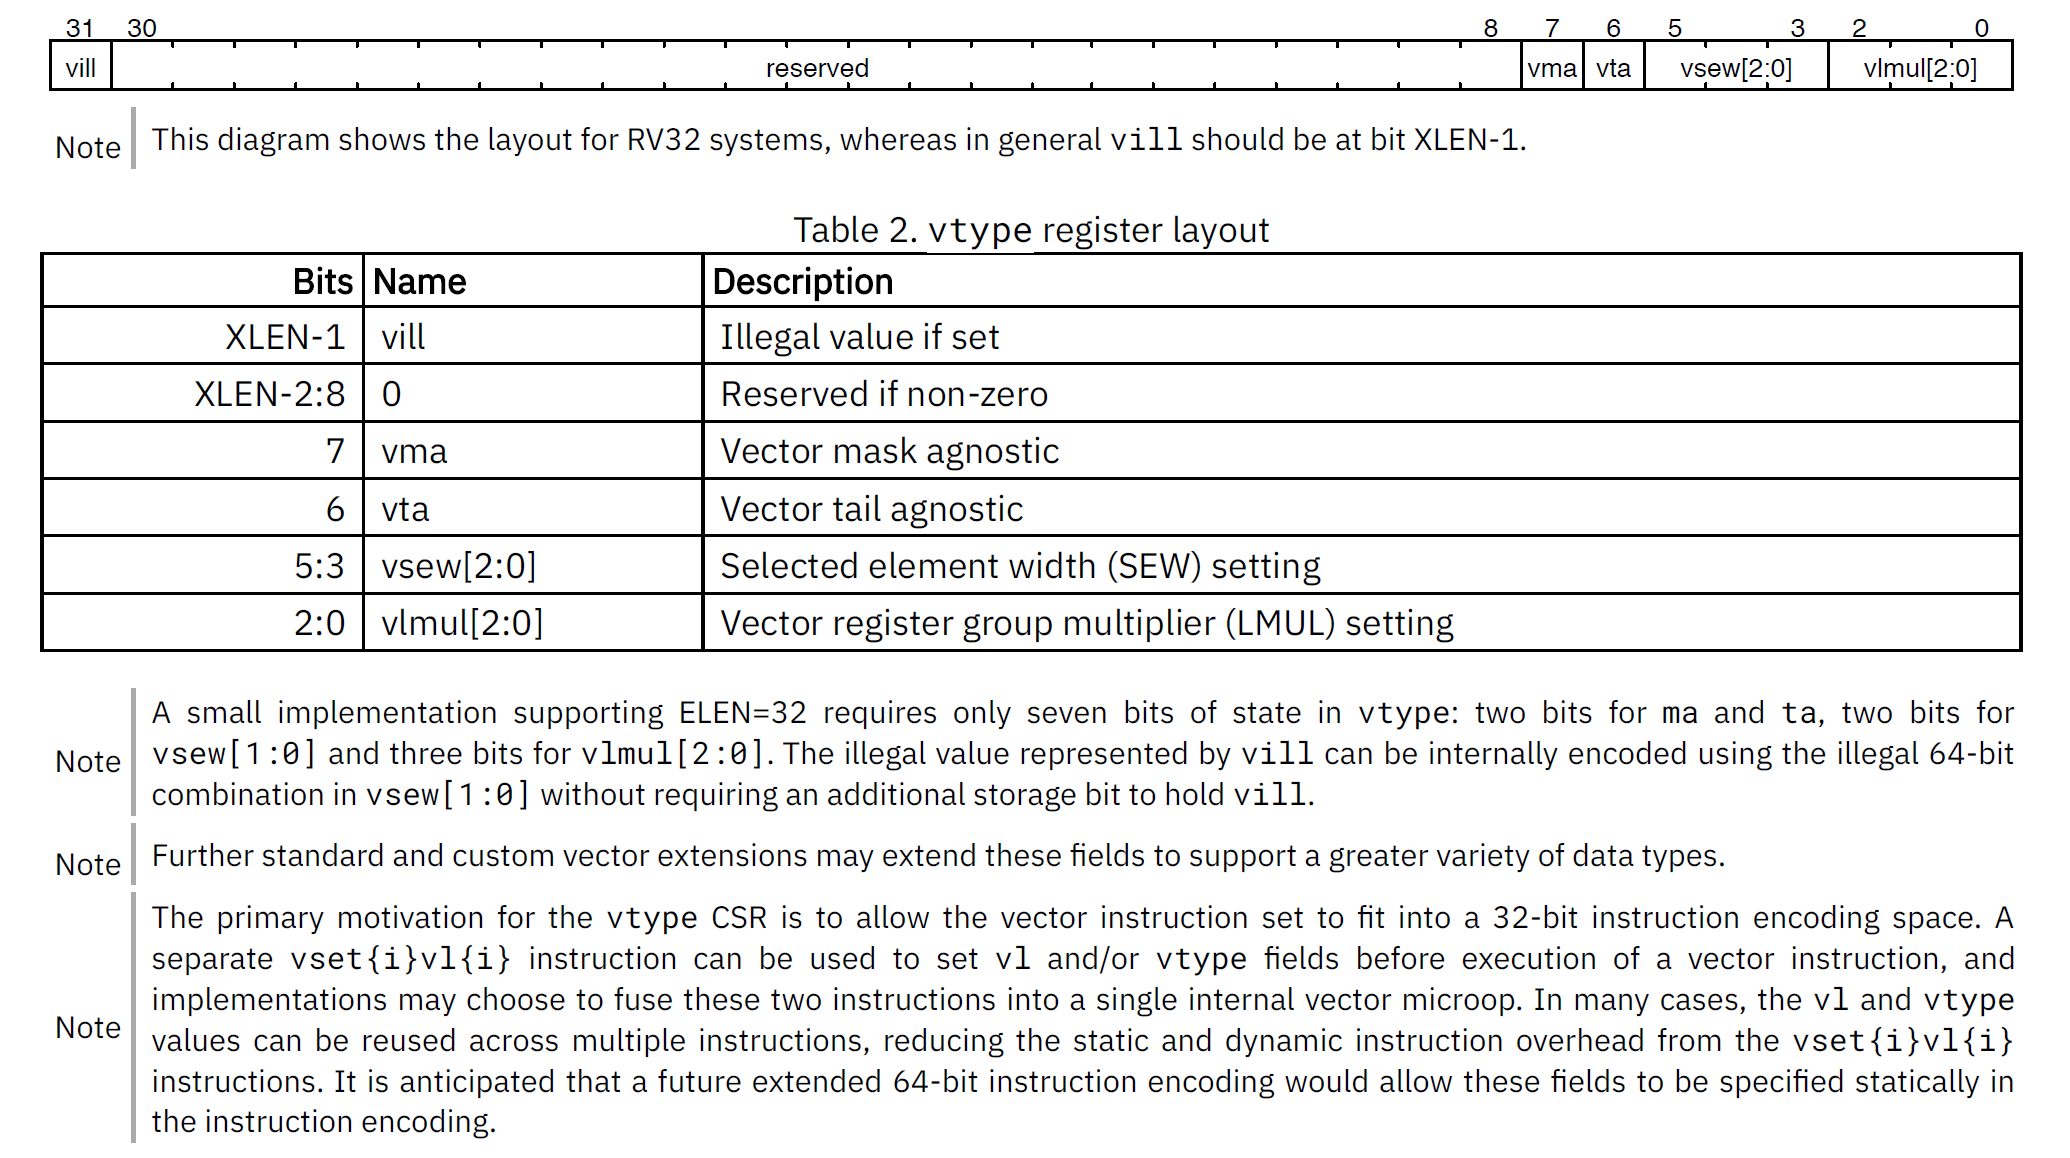 31 30 8 7 6 5 3 2 0
vill reserved vma vta vsew[2:0] vlmul[2:0]
Note This diagram shows the layout for RV32 systems, whereas in general vill should be at bit XLEN-1.
Table 2. vtype register layout
Bits Name Description
XLEN-1 vill Illegal value if set
XLEN-2:8 0 Reserved if non-zero
7 vma Vector mask agnostic
6 vta Vector tail agnostic
5:3 vsew[2:0] Selected element width (SEW) setting
2:0 vlmul[2:0] Vector register group multiplier (LMUL) setting
A small implementation supporting ELEN=32 requires only seven bits of state in vtype: two bits for ma and ta, two bits for
Note vsew[1:0] and three bits for vlmul[2:0]. The illegal value represented by vill can be internally encoded using the illegal 64-bit
combination in vsew[1:0] without requiring an additional storage bit to hold vill.
Note Further standard and custom vector extensions may extend these fields to support a greater variety of data types.
The primary motivation for the vtype CSR is to allow the vector instruction set to fit into a 32-bit instruction encoding space. A
separate vset{i}vl{i} instruction can be used to set vl and/or vtype fields before execution of a vector instruction, and
implementations may choose to fuse these two instructions into a single internal vector microop. In many cases, the vl and vtype
Note values can be reused across multiple instructions, reducing the static and dynamic instruction overhead from the vset{i}vl{i}
instructions. It is anticipated that a future extended 64-bit instruction encoding would allow these fields to be specified statically in
the instruction encoding.